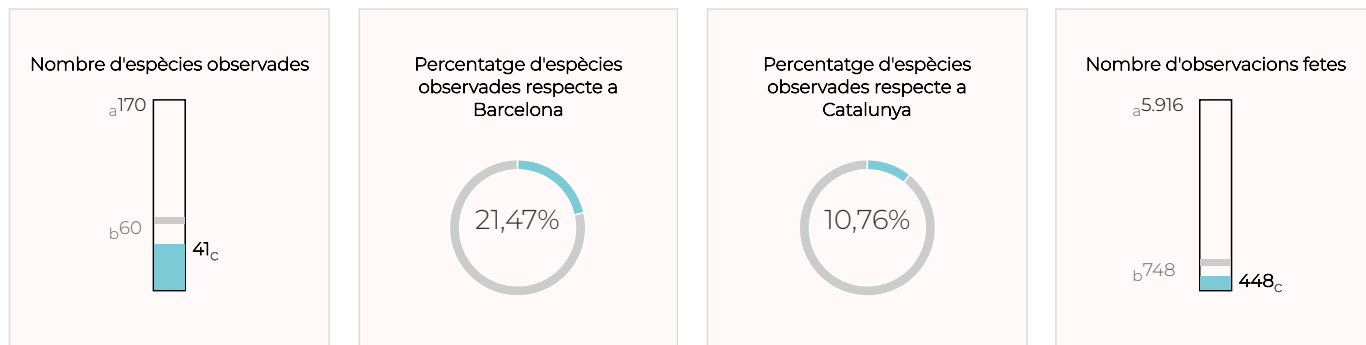 Nombre d'espècies observades
a170
b60
41c
Percentatge d'espècies
observades respecte a
Barcelona
21,47%
Percentatge d'espècies
observades respecte a
Catalunya
10,76%
Nombre d'observacions fetes
a5.916
b748
448c